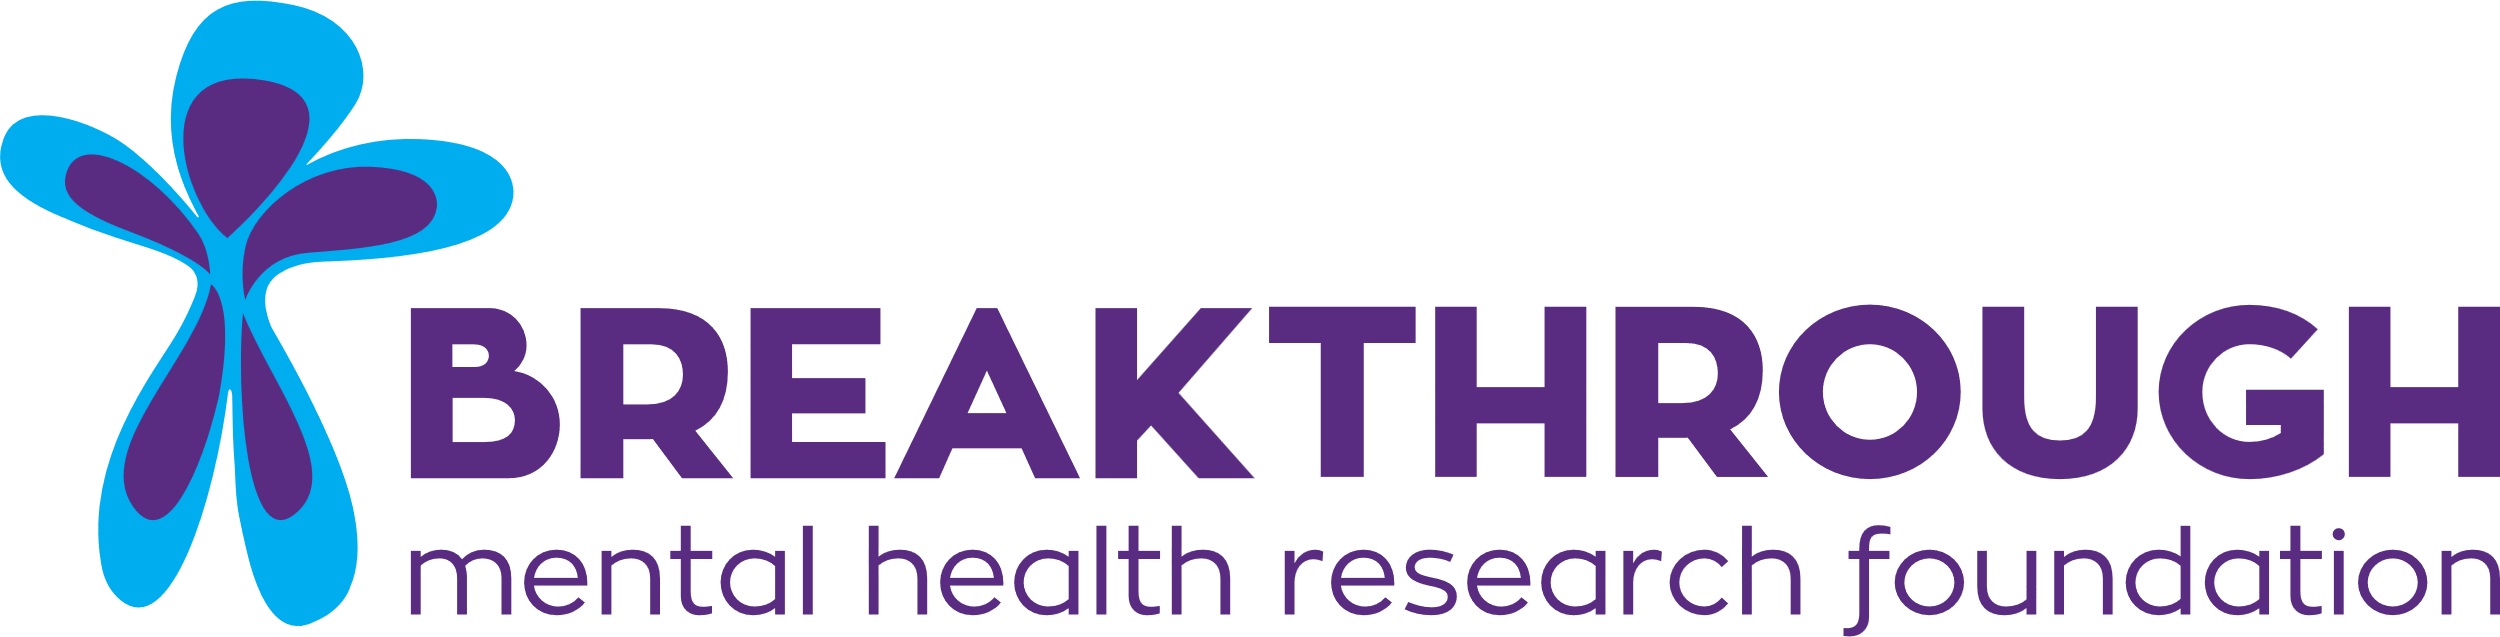 BREAKTHROUGH
mental health research foundation